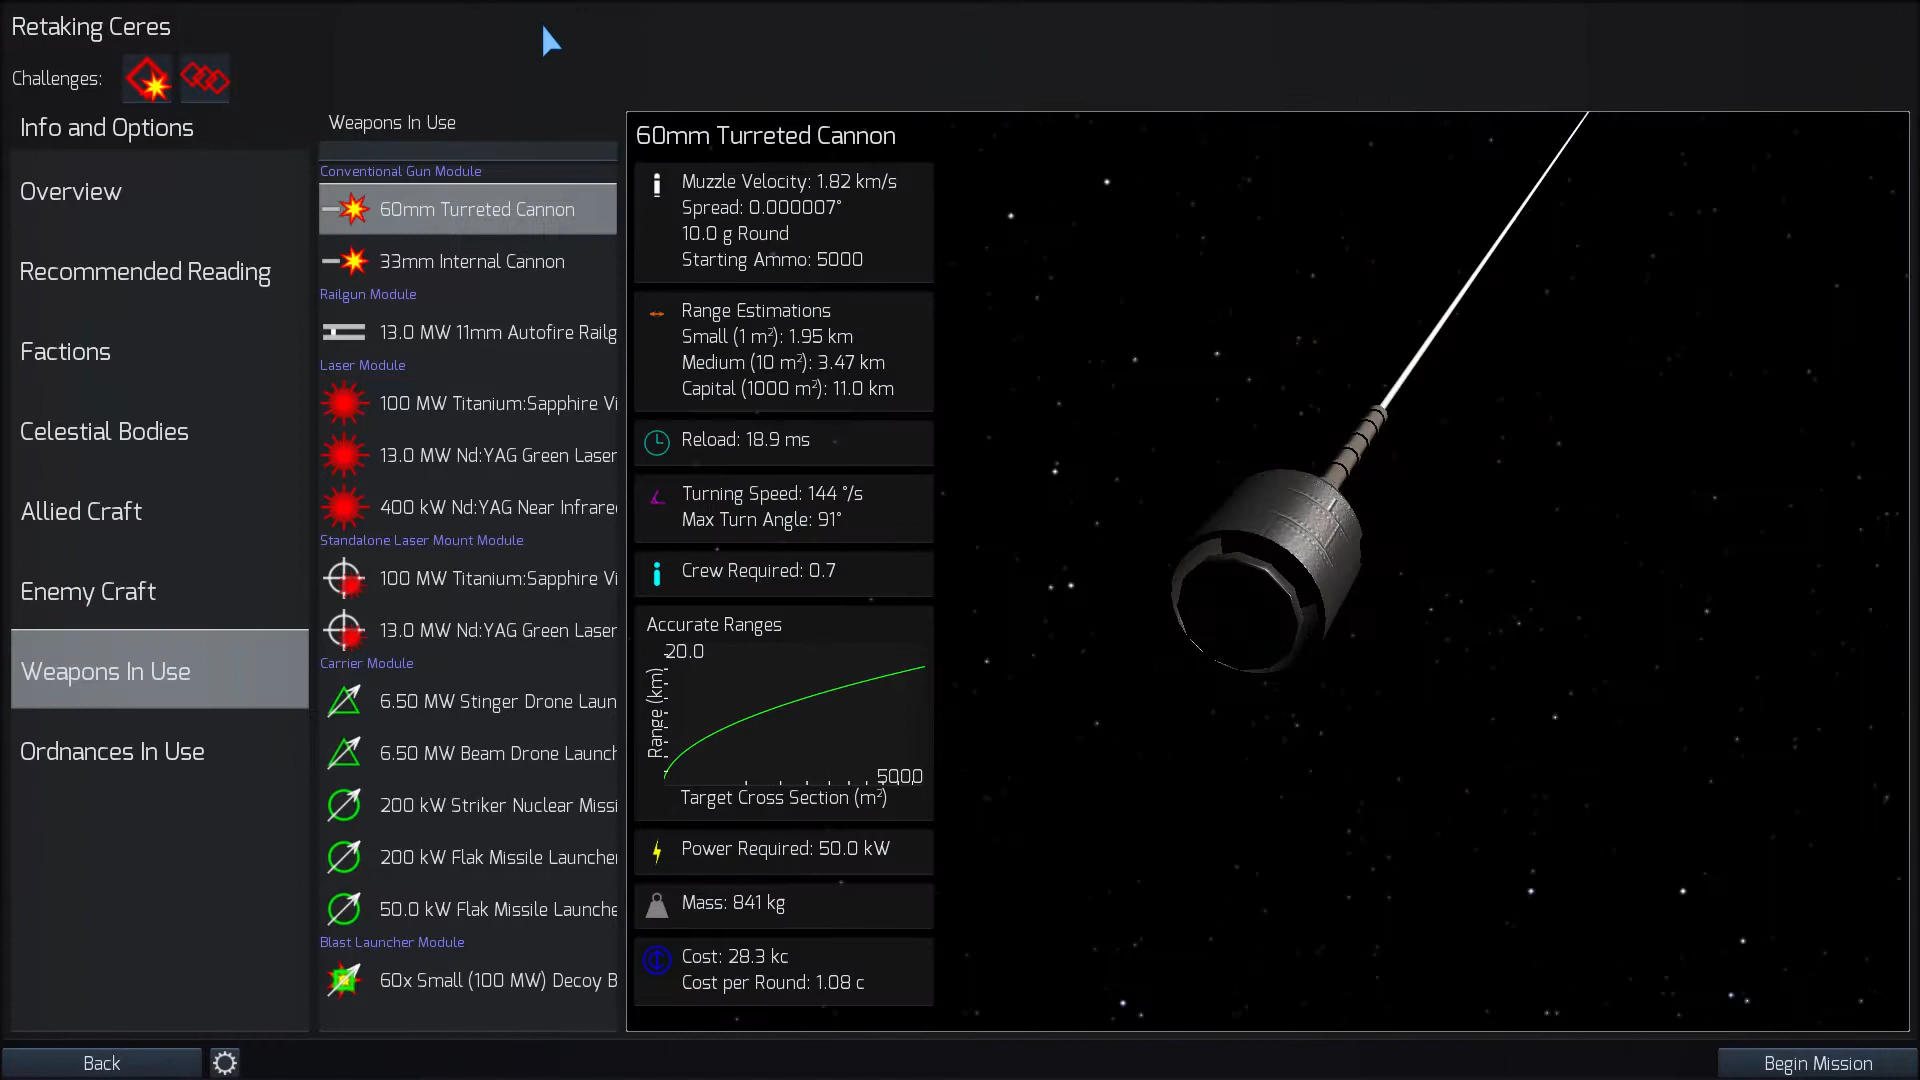 Retaking Ceres
Challenges:
Info and Options
Overview
Recommended Reading
Factions
Celestial Bodies
Allied Craft
Enemy Craft
Weapons In Use
Ordnances In Use
Weapons In Use
Conventional Gun Module
60mm Turreted Cannon
33mm Internal Cannon
Railgun Module
13.0 MW 11mm Autofire Railg
Laser Module
100 MW Titanium:Sapphire Vi
13.0 MW Nd:YAG Green Laser
400 kW Nd:YAG Near Infrare
Standalone Laser Mount Module
100 MW Titanium:Sapphire Vi
13.0 MW Nd:YAG Green Laser
Carrier Module
6.50 MW Stinger Drone Laun
6.50 MW Beam Drone Launch
200 kW Striker Nuclear Missi
200 kW Flak Missile Launche
50.0 kW Flak Missile Launche
Blast Launcher Module
60x Small (100 MW) Decoy B
60mm Turreted Cannon
Muzzle Velocity: 1.82 km/s
Spread: 0.000007°
10.0 g Round
Starting Ammo: 5000
Range Estimations
Small (1 m²): 1.95 km
Medium (10 m²): 3.47 km
Capital (1000 m²): 11.0 km
Reload: 18.9 ms
Turning Speed: 144 °/s
Max Turn Angle: 91°
Crew Required: 0.7
Accurate Ranges
20.0
Range (km)
5000
Target Cross Section (m²)
Power Required: 50.0 kW
Mass: 841 kg
Cost: 28.3 kc
Cost per Round: 1.08 c
Back
Begin Mission